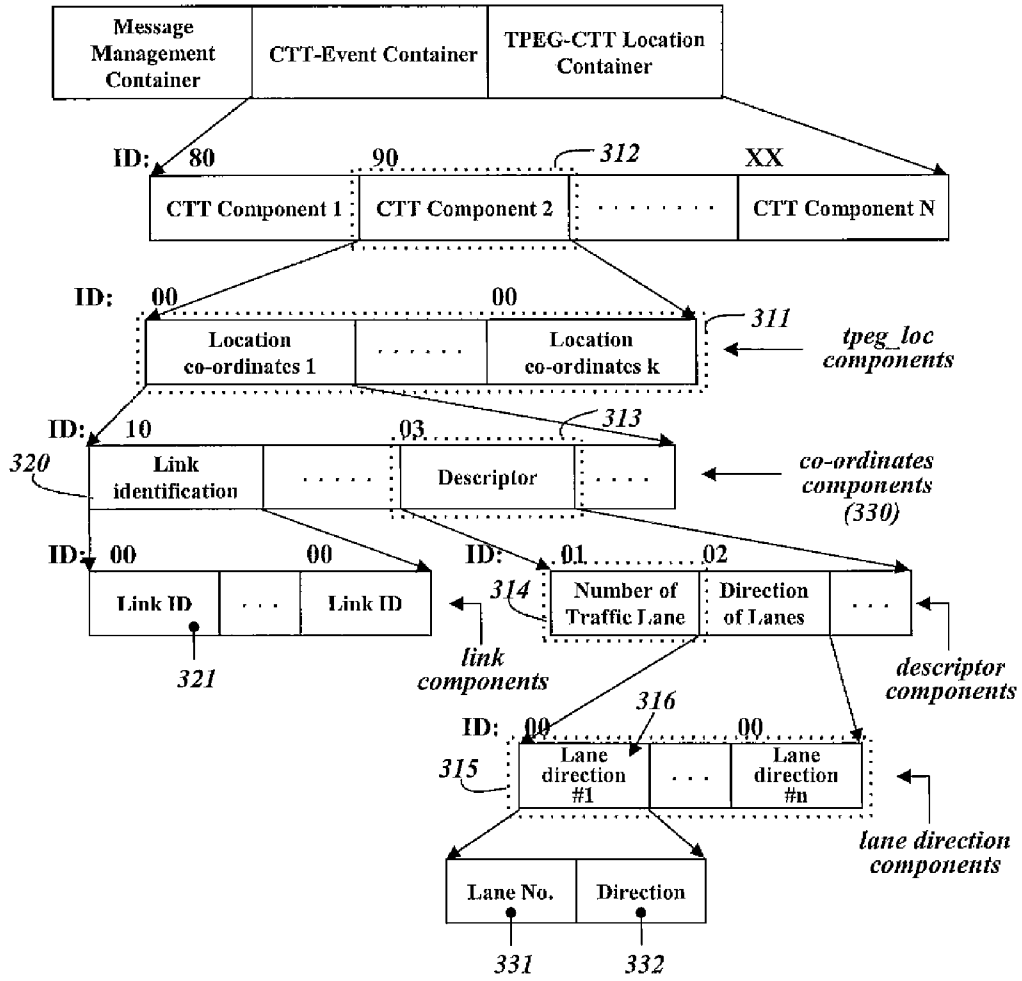 Message
Management
Container
CTT-Event Container
TPEG-CTT Location
Container
ID: 80 90 312 XX
CTT Component 1
CTT Component 2
. . . . . . . .
CTT Component N
ID: 00 00
311
Location
co-ordinates 1
. . . . . .
Location
co-ordinates k
tpeg_loc
components
ID: 10 03 313
320
Link
identification
. . . . .
Descriptor
. . . .
co-ordinates
components
(330)
ID: 00 00
Link ID
. . .
Link ID
321
link
components
ID: 01 02
314
Number of
Traffic Lane
Direction
of Lanes
. . .
descriptor
components
316
ID: 00 00
315
Lane
direction
#1
. . .
Lane
direction
#n
lane direction
components
Lane No.
Direction
331
332